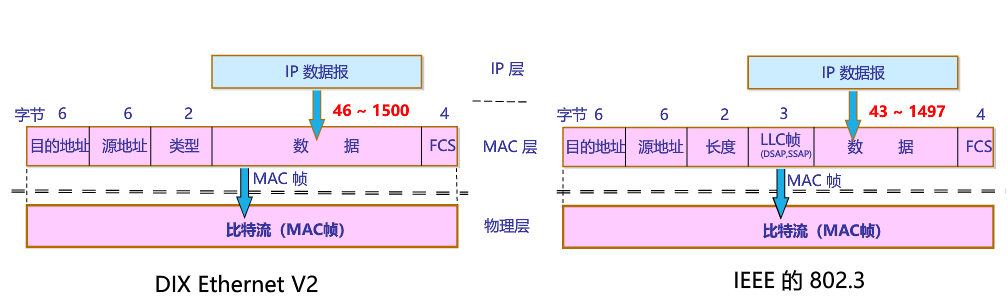 IP 数据报
IP 层
字节 6 6 2 46 ~ 1500 4
目的地址 源地址 类型 数 据 FCS
MAC 层
MAC 帧
比特流（MAC帧）
物理层
DIX Ethernet V2
IP 数据报
字节 6 6 2 3 43 ~ 1497 4
目的地址 源地址 长度 LLC帧 数 据 FCS
(DSAP,SSAP)
MAC 帧
比特流（MAC帧）
IEEE 的 802.3